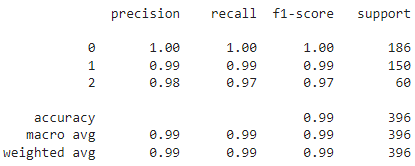 precision recall f1-score support
0 1.00 1.00 1.00 186
1 0.99 0.99 0.99 150
2 0.98 0.97 0.97 60
accuracy 0.99 396
macro avg 0.99 0.99 0.99 396
weighted avg 0.99 0.99 0.99 396